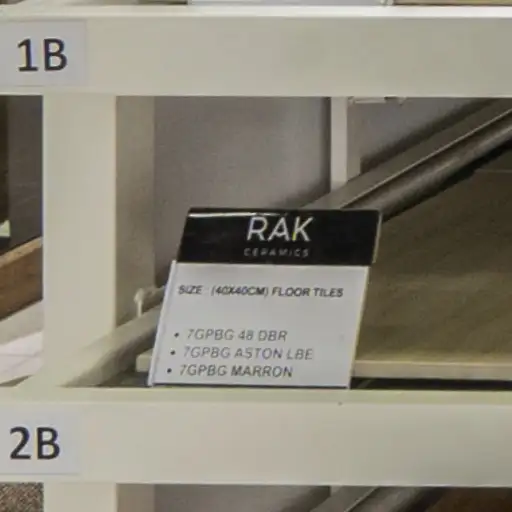 1B
RAK
CERAMICS
SIZE : (40X40CM) FLOOR TILES
• 7GPBG 48 DBR
• 7GPBG ASTON LBE
• 7GPBG MARRON
2B